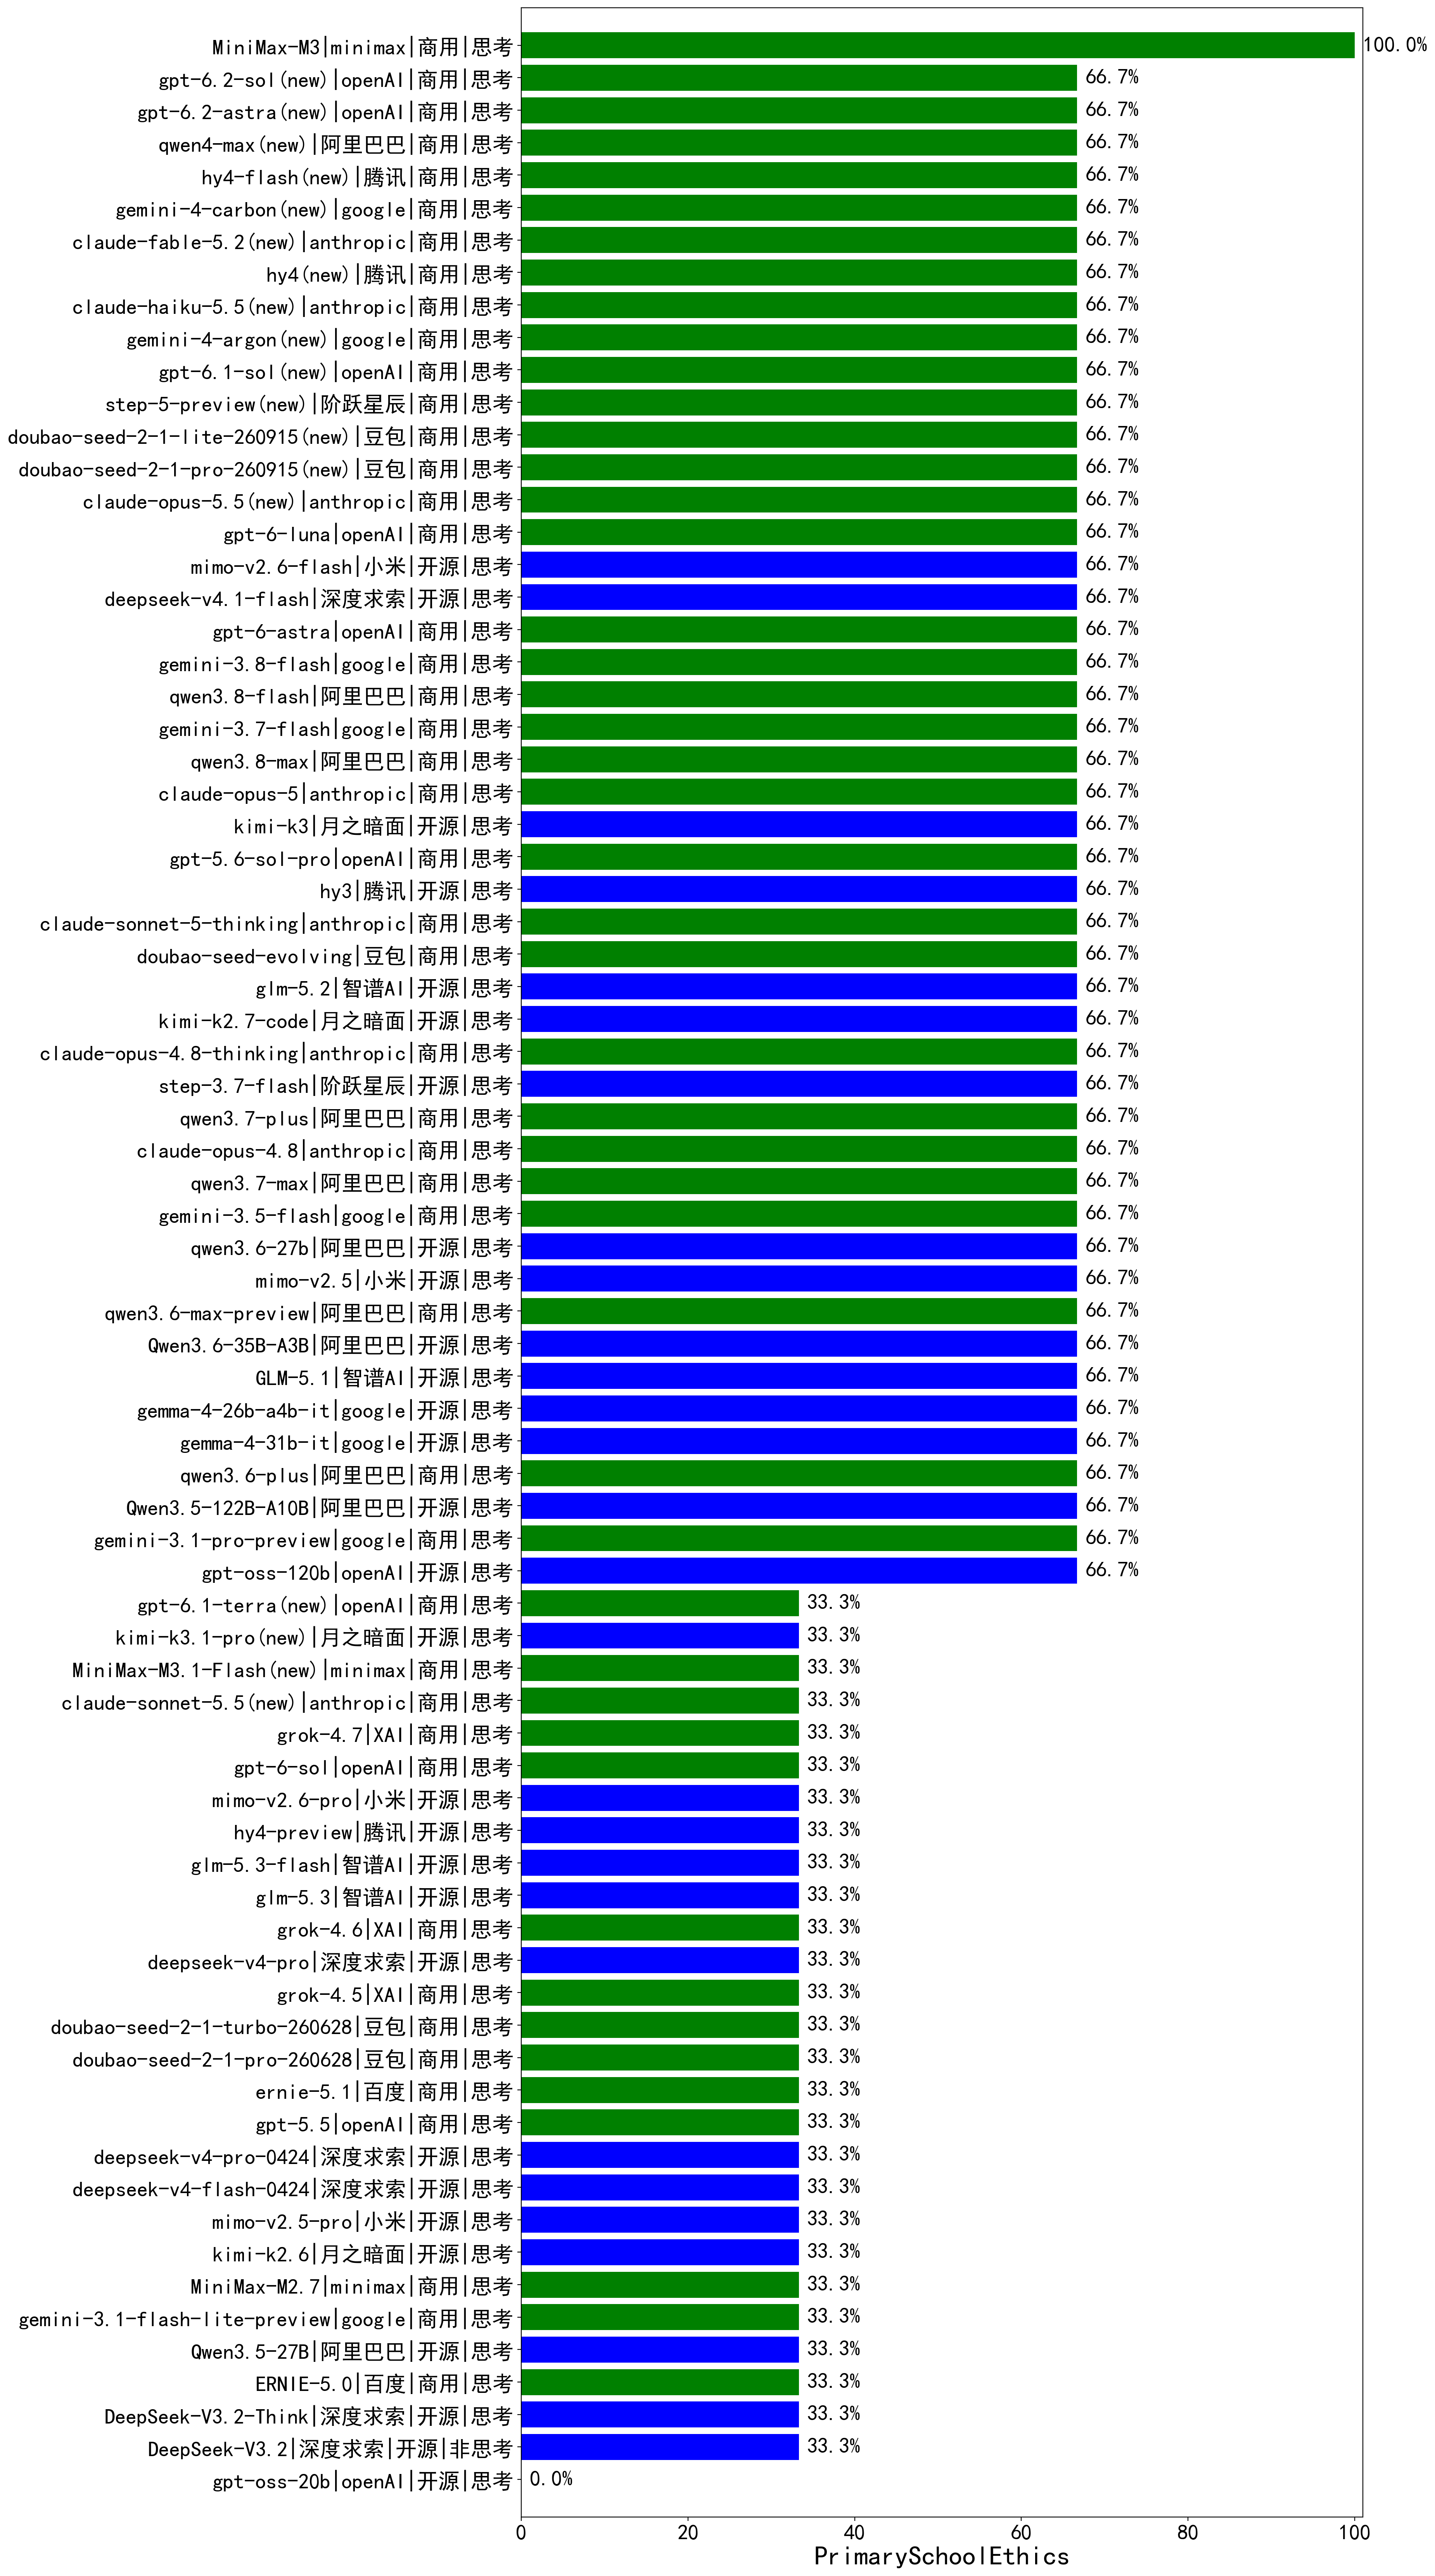 MiniMax-M3|minimax|商用|思考 100.0%
gpt-6.2-sol(new)|openAI|商用|思考 66.7%
gpt-6.2-astra(new)|openAI|商用|思考 66.7%
qwen4-max(new)|阿里巴巴|商用|思考 66.7%
hy4-flash(new)|腾讯|商用|思考 66.7%
gemini-4-carbon(new)|google|商用|思考 66.7%
claude-fable-5.2(new)|anthropic|商用|思考 66.7%
hy4(new)|腾讯|商用|思考 66.7%
claude-haiku-5.5(new)|anthropic|商用|思考 66.7%
gemini-4-argon(new)|google|商用|思考 66.7%
gpt-6.1-sol(new)|openAI|商用|思考 66.7%
step-5-preview(new)|阶跃星辰|商用|思考 66.7%
doubao-seed-2-1-lite-260915(new)|豆包|商用|思考 66.7%
doubao-seed-2-1-pro-260915(new)|豆包|商用|思考 66.7%
claude-opus-5.5(new)|anthropic|商用|思考 66.7%
gpt-6-luna|openAI|商用|思考 66.7%
mimo-v2.6-flash|小米|开源|思考 66.7%
deepseek-v4.1-flash|深度求索|开源|思考 66.7%
gpt-6-astra|openAI|商用|思考 66.7%
gemini-3.8-flash|google|商用|思考 66.7%
qwen3.8-flash|阿里巴巴|商用|思考 66.7%
gemini-3.7-flash|google|商用|思考 66.7%
qwen3.8-max|阿里巴巴|商用|思考 66.7%
claude-opus-5|anthropic|商用|思考 66.7%
kimi-k3|月之暗面|开源|思考 66.7%
gpt-5.6-sol-pro|openAI|商用|思考 66.7%
hy3|腾讯|开源|思考 66.7%
claude-sonnet-5-thinking|anthropic|商用|思考 66.7%
doubao-seed-evolving|豆包|商用|思考 66.7%
glm-5.2|智谱AI|开源|思考 66.7%
kimi-k2.7-code|月之暗面|开源|思考 66.7%
claude-opus-4.8-thinking|anthropic|商用|思考 66.7%
step-3.7-flash|阶跃星辰|开源|思考 66.7%
qwen3.7-plus|阿里巴巴|商用|思考 66.7%
claude-opus-4.8|anthropic|商用|思考 66.7%
qwen3.7-max|阿里巴巴|商用|思考 66.7%
gemini-3.5-flash|google|商用|思考 66.7%
qwen3.6-27b|阿里巴巴|开源|思考 66.7%
mimo-v2.5|小米|开源|思考 66.7%
qwen3.6-max-preview|阿里巴巴|商用|思考 66.7%
Qwen3.6-35B-A3B|阿里巴巴|开源|思考 66.7%
GLM-5.1|智谱AI|开源|思考 66.7%
gemma-4-26b-a4b-it|google|开源|思考 66.7%
gemma-4-31b-it|google|开源|思考 66.7%
qwen3.6-plus|阿里巴巴|商用|思考 66.7%
Qwen3.5-122B-A10B|阿里巴巴|开源|思考 66.7%
gemini-3.1-pro-preview|google|商用|思考 66.7%
gpt-oss-120b|openAI|开源|思考 66.7%
gpt-6.1-terra(new)|openAI|商用|思考 33.3%
kimi-k3.1-pro(new)|月之暗面|开源|思考 33.3%
MiniMax-M3.1-Flash(new)|minimax|商用|思考 33.3%
claude-sonnet-5.5(new)|anthropic|商用|思考 33.3%
grok-4.7|XAI|商用|思考 33.3%
gpt-6-sol|openAI|商用|思考 33.3%
mimo-v2.6-pro|小米|开源|思考 33.3%
hy4-preview|腾讯|开源|思考 33.3%
glm-5.3-flash|智谱AI|开源|思考 33.3%
glm-5.3|智谱AI|开源|思考 33.3%
grok-4.6|XAI|商用|思考 33.3%
deepseek-v4-pro|深度求索|开源|思考 33.3%
grok-4.5|XAI|商用|思考 33.3%
doubao-seed-2-1-turbo-260628|豆包|商用|思考 33.3%
doubao-seed-2-1-pro-260628|豆包|商用|思考 33.3%
ernie-5.1|百度|商用|思考 33.3%
gpt-5.5|openAI|商用|思考 33.3%
deepseek-v4-pro-0424|深度求索|开源|思考 33.3%
deepseek-v4-flash-0424|深度求索|开源|思考 33.3%
mimo-v2.5-pro|小米|开源|思考 33.3%
kimi-k2.6|月之暗面|开源|思考 33.3%
MiniMax-M2.7|minimax|商用|思考 33.3%
gemini-3.1-flash-lite-preview|google|商用|思考 33.3%
Qwen3.5-27B|阿里巴巴|开源|思考 33.3%
ERNIE-5.0|百度|商用|思考 33.3%
DeepSeek-V3.2-Think|深度求索|开源|思考 33.3%
DeepSeek-V3.2|深度求索|开源|非思考 33.3%
gpt-oss-20b|openAI|开源|思考 0.0%
0 20 40 60 80 100
PrimarySchoolEthics